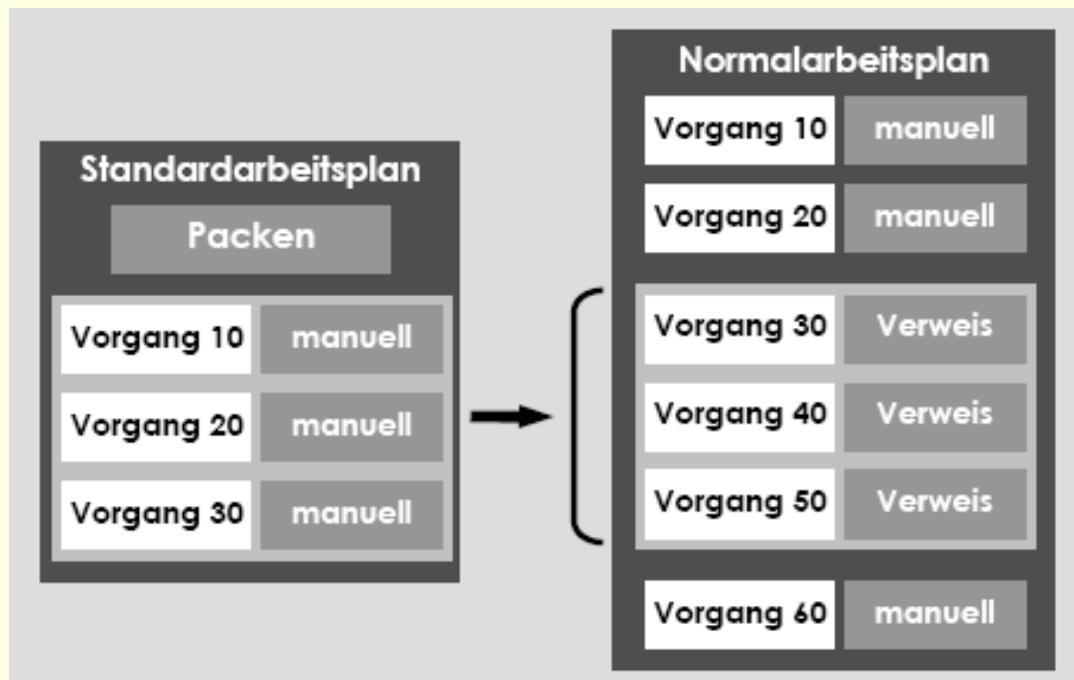 Standardarbeitsplan
Packen
Vorgang 10 manuell
Vorgang 20 manuell
Vorgang 30 manuell
Normalarbeitsplan
Vorgang 10 manuell
Vorgang 20 manuell
Vorgang 30 Verweis
Vorgang 40 Verweis
Vorgang 50 Verweis
Vorgang 60 manuell